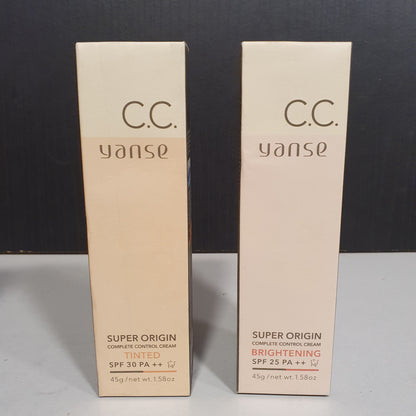 C.C.
yanse
SUPER ORIGIN
COMPLETE CONTROL CREAM
TINTED
SPF 30 PA ++
45g / net wt. 1.58oz
C.C.
yanse
SUPER ORIGIN
COMPLETE CONTROL CREAM
BRIGHTENING
SPF 25 PA ++
45g / net wt. 1.58oz